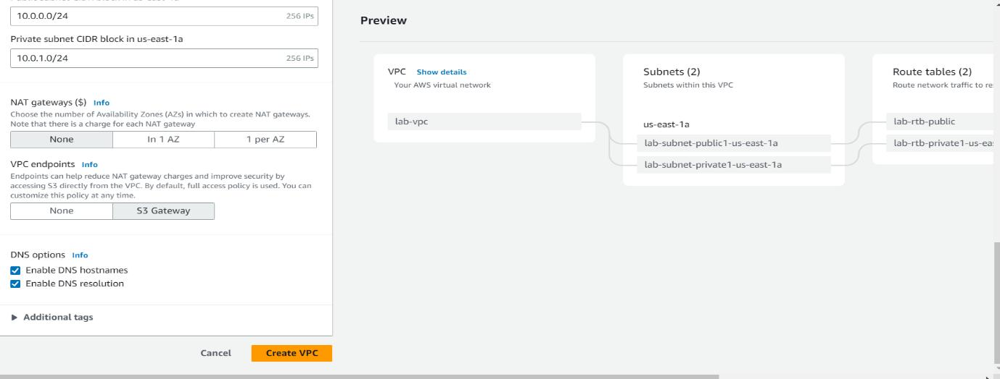 10.0.0.0/24 256 IPs
Private subnet CIDR block in us-east-1a
10.0.1.0/24 256 IPs
NAT gateways ($) Info
Choose the number of Availability Zones (AZs) in which to create NAT gateways.
Note that there is a charge for each NAT gateway
None In 1 AZ 1 per AZ
VPC endpoints Info
Endpoints can help reduce NAT gateway charges and improve security by
accessing S3 directly from the VPC. By default, full access policy is used. You can
customize this policy at any time.
None S3 Gateway
DNS options Info
Enable DNS hostnames
Enable DNS resolution
Additional tags
Cancel Create VPC
Preview
VPC Show details
Your AWS virtual network
lab-vpc
Subnets (2)
Subnets within this VPC
us-east-1a
lab-subnet-public1-us-east-1a
lab-subnet-private1-us-east-1a
Route tables (2)
Route network traffic to
lab-rtb-public
lab-rtb-private1-us-eas